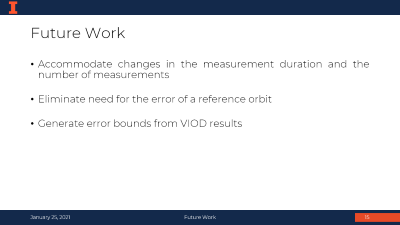 Future Work
• Accommodate changes in the measurement duration and the
number of measurements
• Eliminate need for the error of a reference orbit
• Generate error bounds from VIOD results
January 25, 2021 Future Work 15